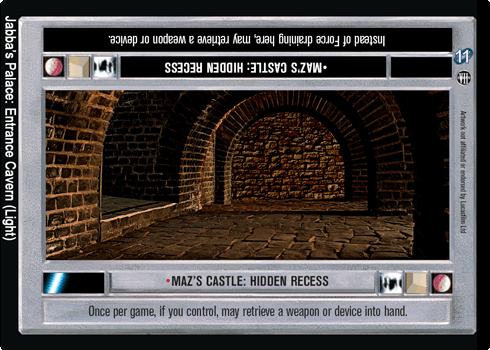 Instead of Force draining here, may retrieve a weapon or device.
•MAZ'S CASTLE: HIDDEN RECESS
11
Jabba's Palace: Entrance Cavern (Light)
Artwork not affiliated or endorsed by Lucasfilm Ltd
•MAZ'S CASTLE: HIDDEN RECESS
Once per game, if you control, may retrieve a weapon or device into hand.